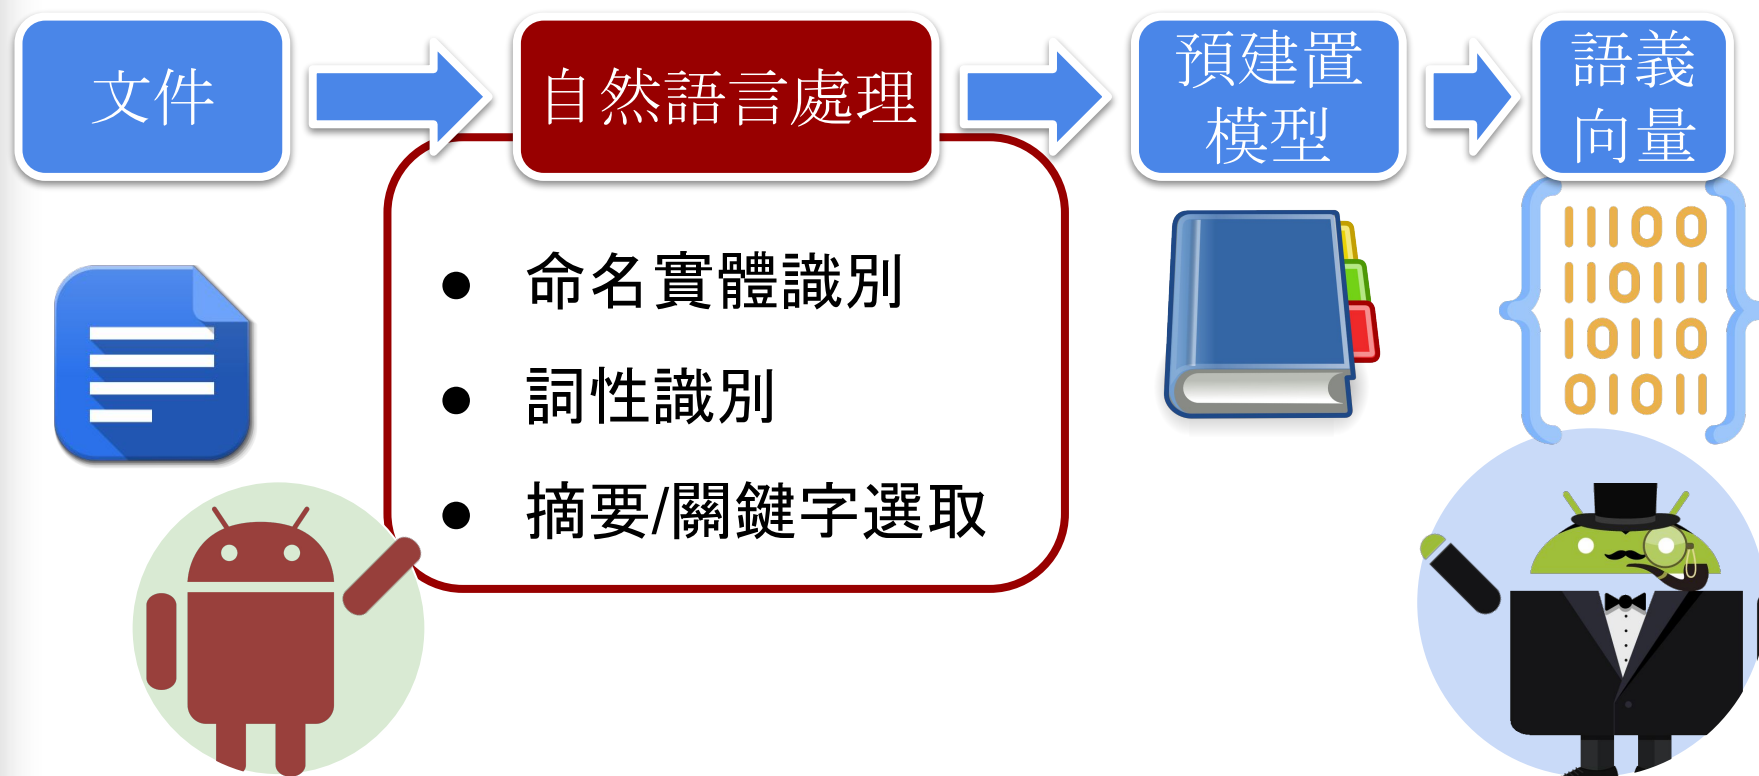 文件
自然語言處理
預建置
模型
語義
向量
● 命名實體識別
● 詞性識別
● 摘要/關鍵字選取
11100
11011
10110
01011